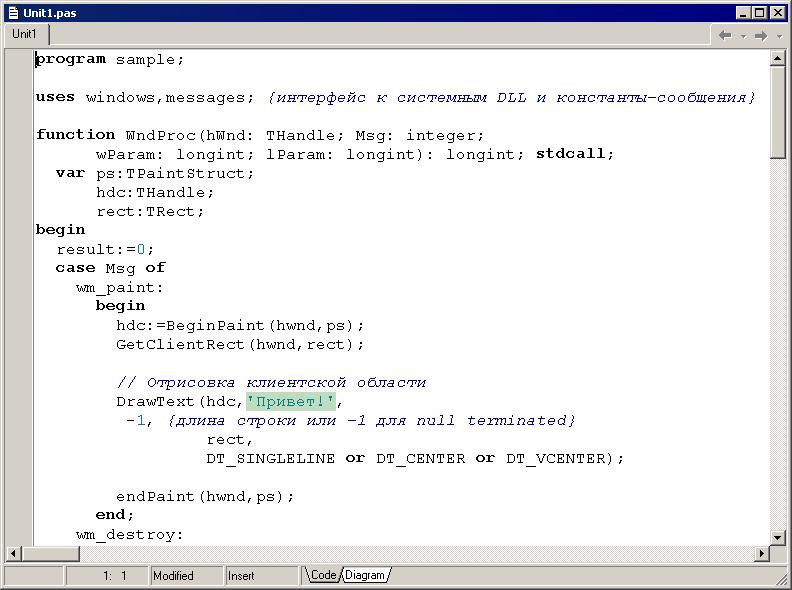 Unit1.pas
Unit1
program sample;
uses windows,messages; {интерфейс к системным DLL и константы-сообщения}
function WndProc(hWnd: THandle; Msg: integer;
wParam: longint; lParam: longint): longint; stdcall;
var ps:TPaintStruct;
hdc:THandle;
rect:TRect;
begin
result:=0;
case Msg of
wm_paint:
begin
hdc:=BeginPaint(hwnd,ps);
GetClientRect(hwnd,rect);
// Отрисовка клиентской области
DrawText(hdc,'Привет!',
-1, {длина строки или -1 для null terminated}
rect,
DT_SINGLELINE or DT_CENTER or DT_VCENTER);
endPaint(hwnd,ps);
end;
wm_destroy:
1: 1 Modified Insert Code Diagram